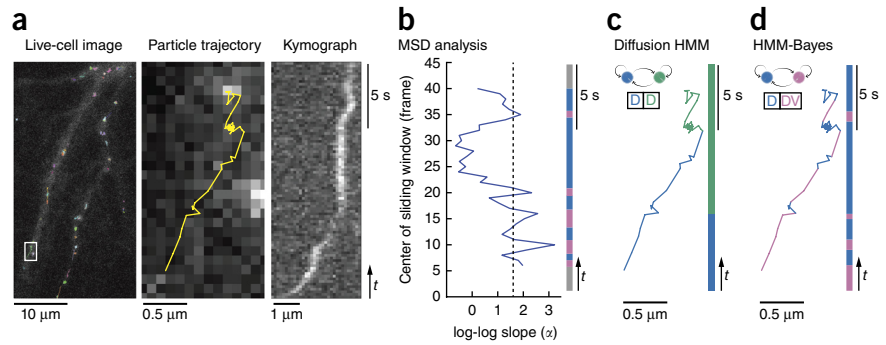 a
Live-cell image
Particle trajectory
Kymograph
5 s
t
10 μm
0.5 μm
1 μm
b
MSD analysis
Center of sliding window (frame)
45
40
35
30
25
20
15
10
5
0
0
1
2
3
log-log slope (α)
c
Diffusion HMM
D D
5 s
t
0.5 μm
d
HMM-Bayes
D DV
5 s
t
0.5 μm